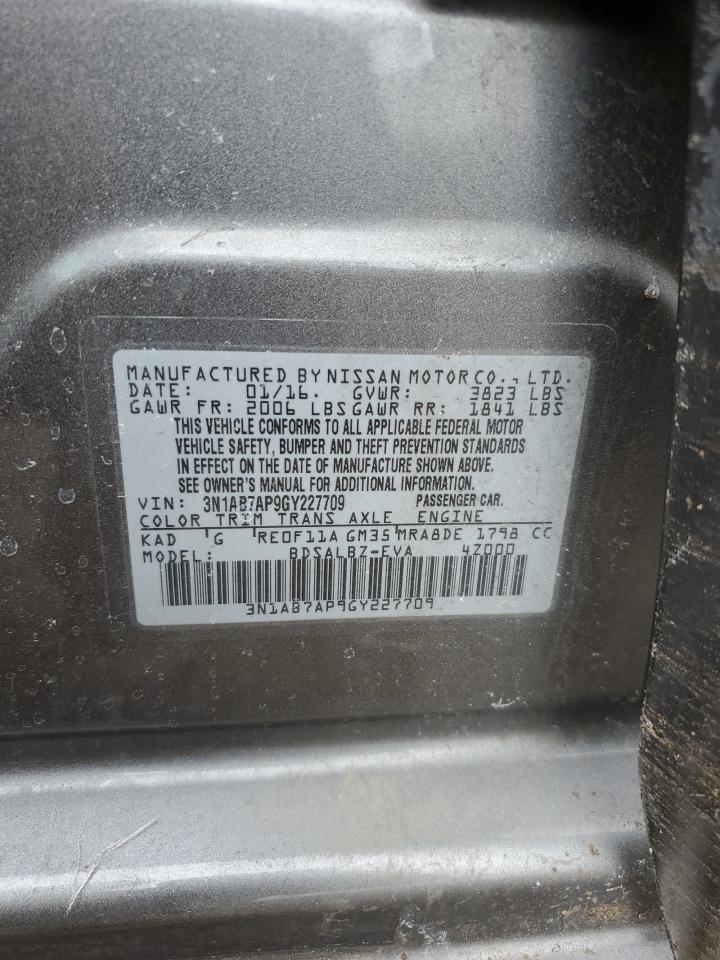 MANUFACTURED BY NISSAN MOTOR CO., LTD.
DATE: 01/16. GVWR: 3823 LBS
GAWR FR: 2006 LBS GAWR RR: 1841 LBS
THIS VEHICLE CONFORMS TO ALL APPLICABLE FEDERAL MOTOR
VEHICLE SAFETY, BUMPER AND THEFT PREVENTION STANDARDS
IN EFFECT ON THE DATE OF MANUFACTURE SHOWN ABOVE.
SEE OWNER'S MANUAL FOR ADDITIONAL INFORMATION.
VIN: 3N1AB7AP9GY227709 PASSENGER CAR.
COLOR TRIM TRANS AXLE ENGINE
KAD G RE0F11A GM35 MRA8DE 1798 CC
MODEL: BDSALBZ-EVA 4Z000
3N1AB7AP9GY227709